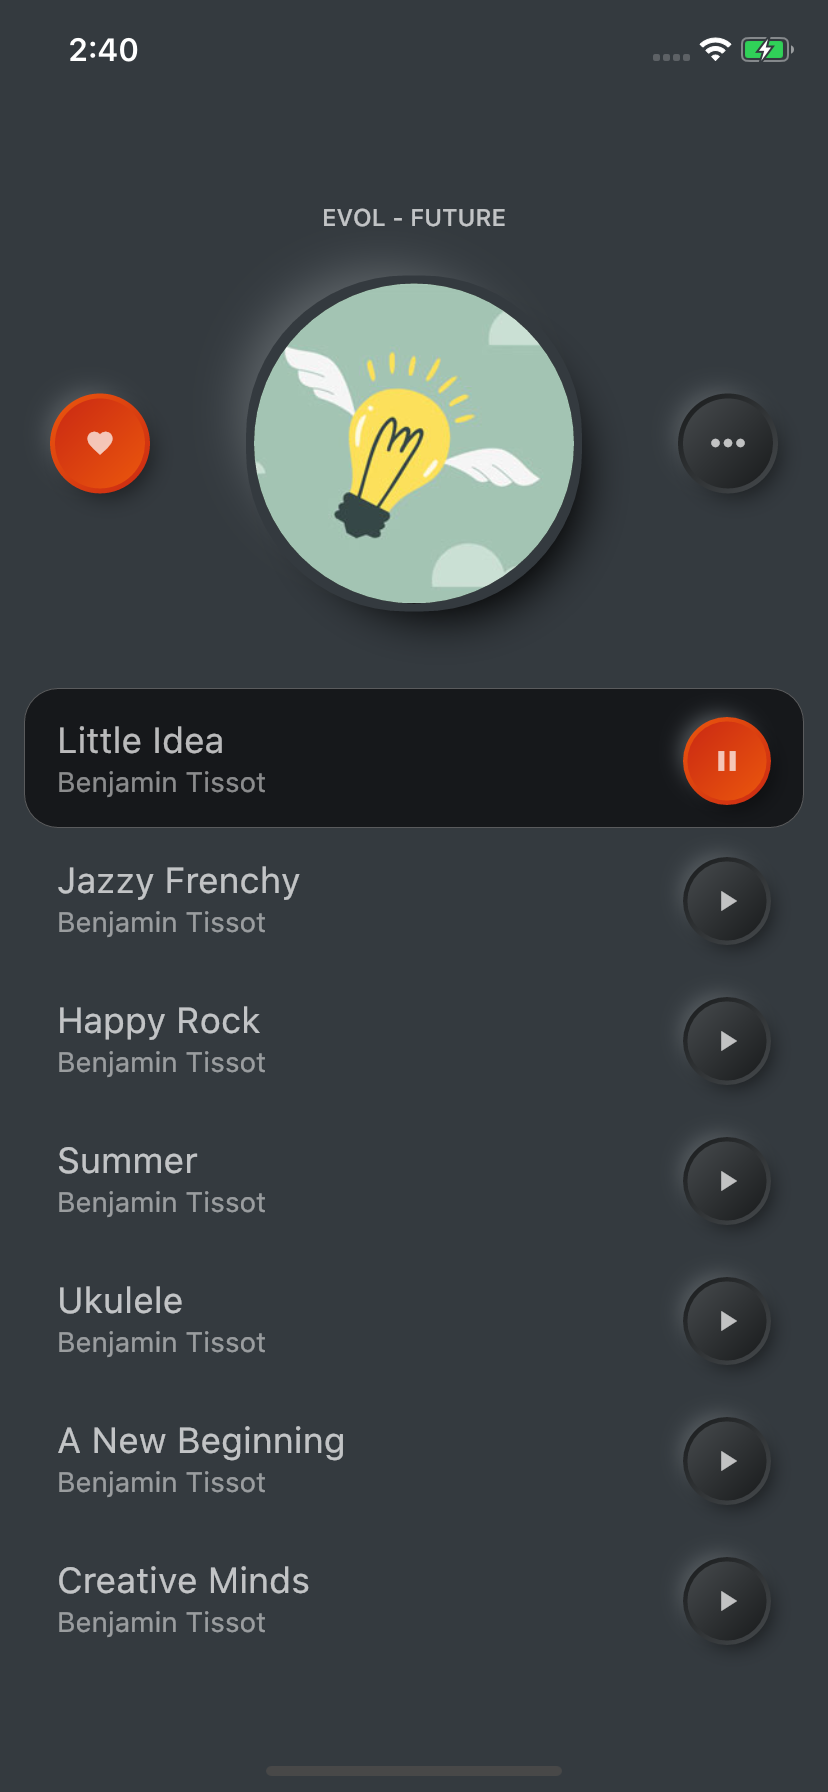 2:40
EVOL - FUTURE
Little Idea
Benjamin Tissot
Jazzy Frenchy
Benjamin Tissot
Happy Rock
Benjamin Tissot
Summer
Benjamin Tissot
Ukulele
Benjamin Tissot
A New Beginning
Benjamin Tissot
Creative Minds
Benjamin Tissot